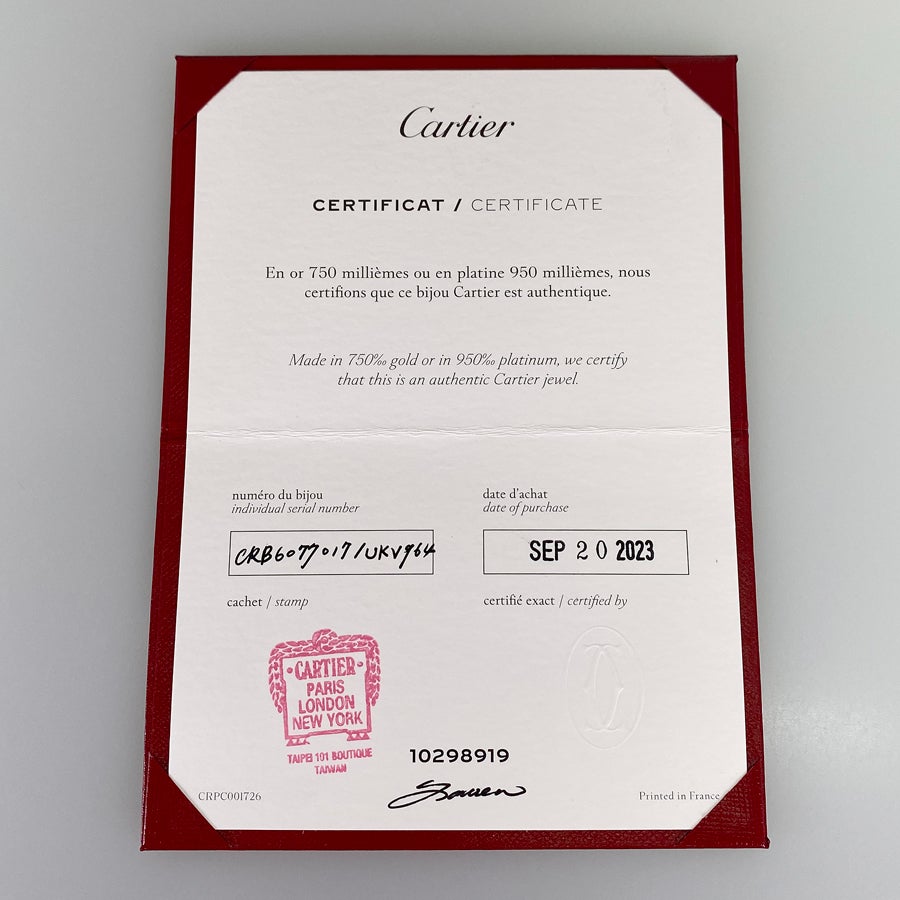 Cartier
CERTIFICAT / CERTIFICATE
En or 750 millièmes ou en platine 950 millièmes, nous
certifions que ce bijou Cartier est authentique.
Made in 750‰ gold or in 950‰ platinum, we certify
that this is an authentic Cartier jewel.
numéro du bijou
individual serial number
CRB6077017/UKV964
date d'achat
date of purchase
SEP 20 2023
cachet / stamp
certifié exact / certified by
CARTIER
PARIS
LONDON
NEW YORK
TAIPEI 101 BOUTIQUE
TAIWAN
10298919
CRPC001726
Printed in France